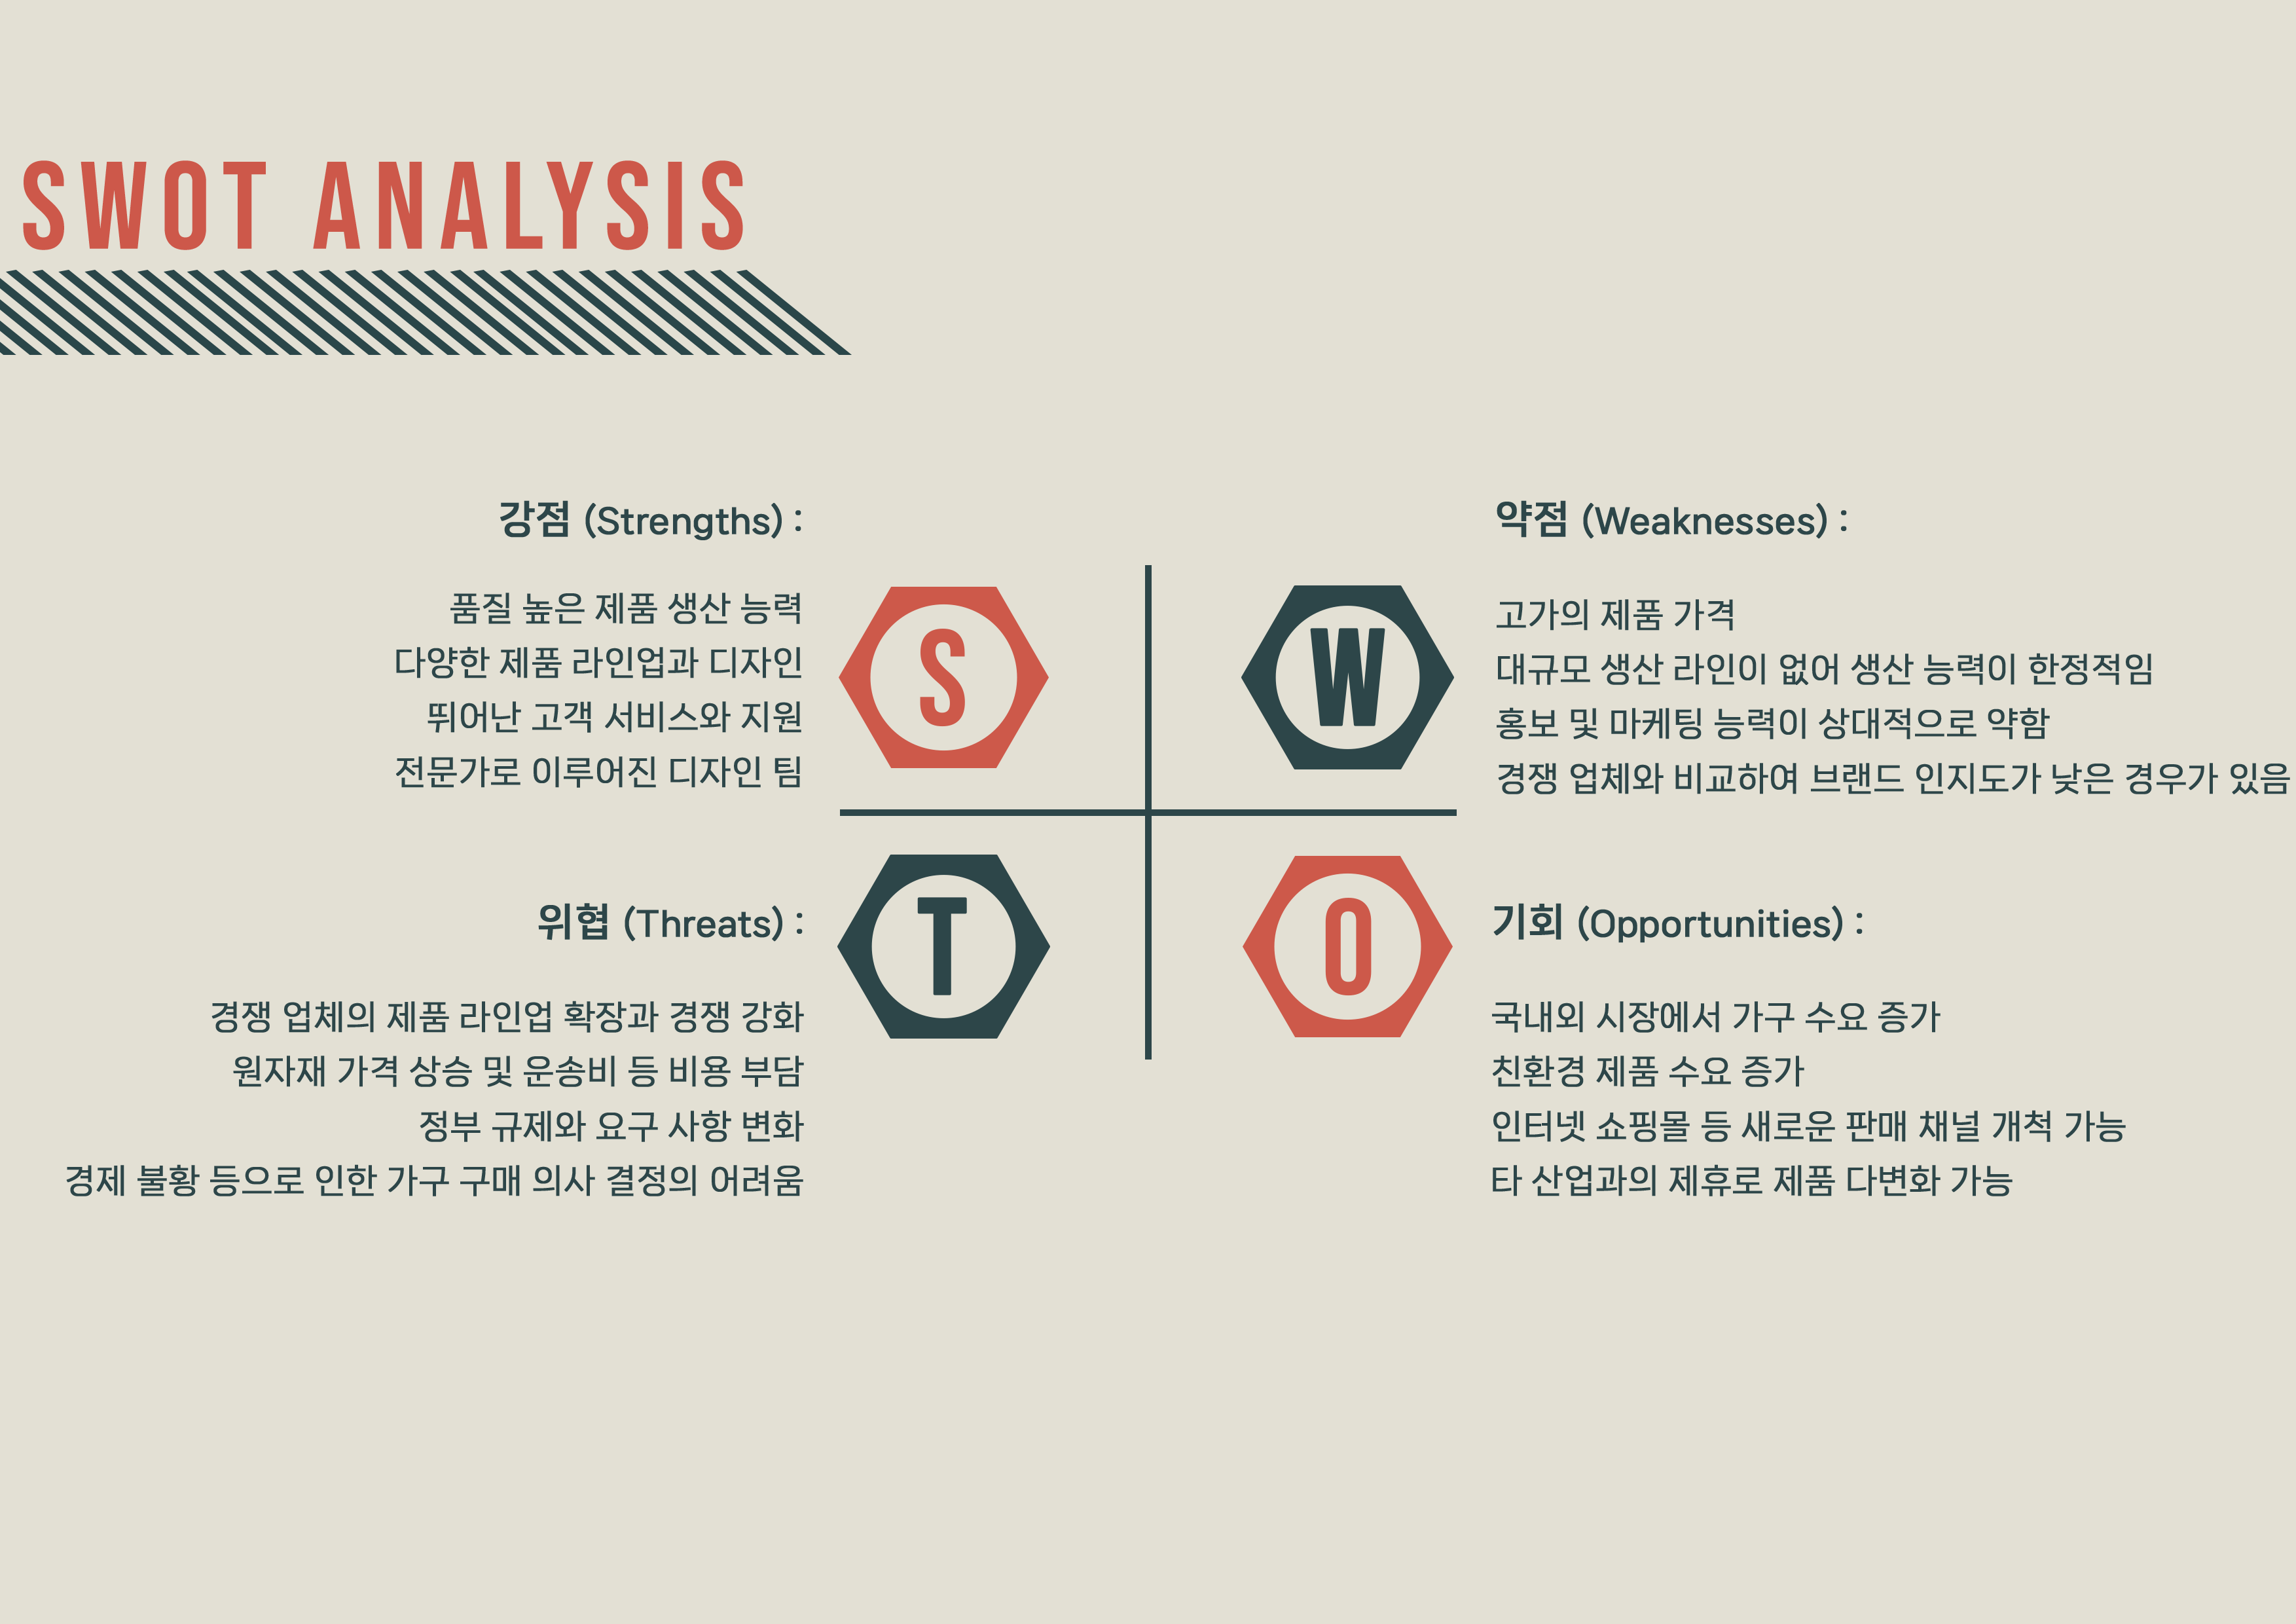 SWOT ANALYSIS
강점 (Strengths) :
품질 높은 제품 생산 능력
다양한 제품 라인업과 디자인
뛰어난 고객 서비스와 지원
전문가로 이루어진 디자인 팀
S
W
약점 (Weaknesses) :
고가의 제품 가격
대규모 생산 라인이 없어 생산 능력이 한정적임
홍보 및 마케팅 능력이 상대적으로 약함
경쟁 업체와 비교하여 브랜드 인지도가 낮은 경우가 있음
위협 (Threats) :
경쟁 업체의 제품 라인업 확장과 경쟁 강화
원자재 가격 상승 및 운송비 등 비용 부담
정부 규제와 요구 사항 변화
경제 불황 등으로 인한 가구 구매 의사 결정의 어려움
T
O
기회 (Opportunities) :
국내외 시장에서 가구 수요 증가
친환경 제품 수요 증가
인터넷 쇼핑몰 등 새로운 판매 채널 개척 가능
타 산업과의 제휴로 제품 다변화 가능